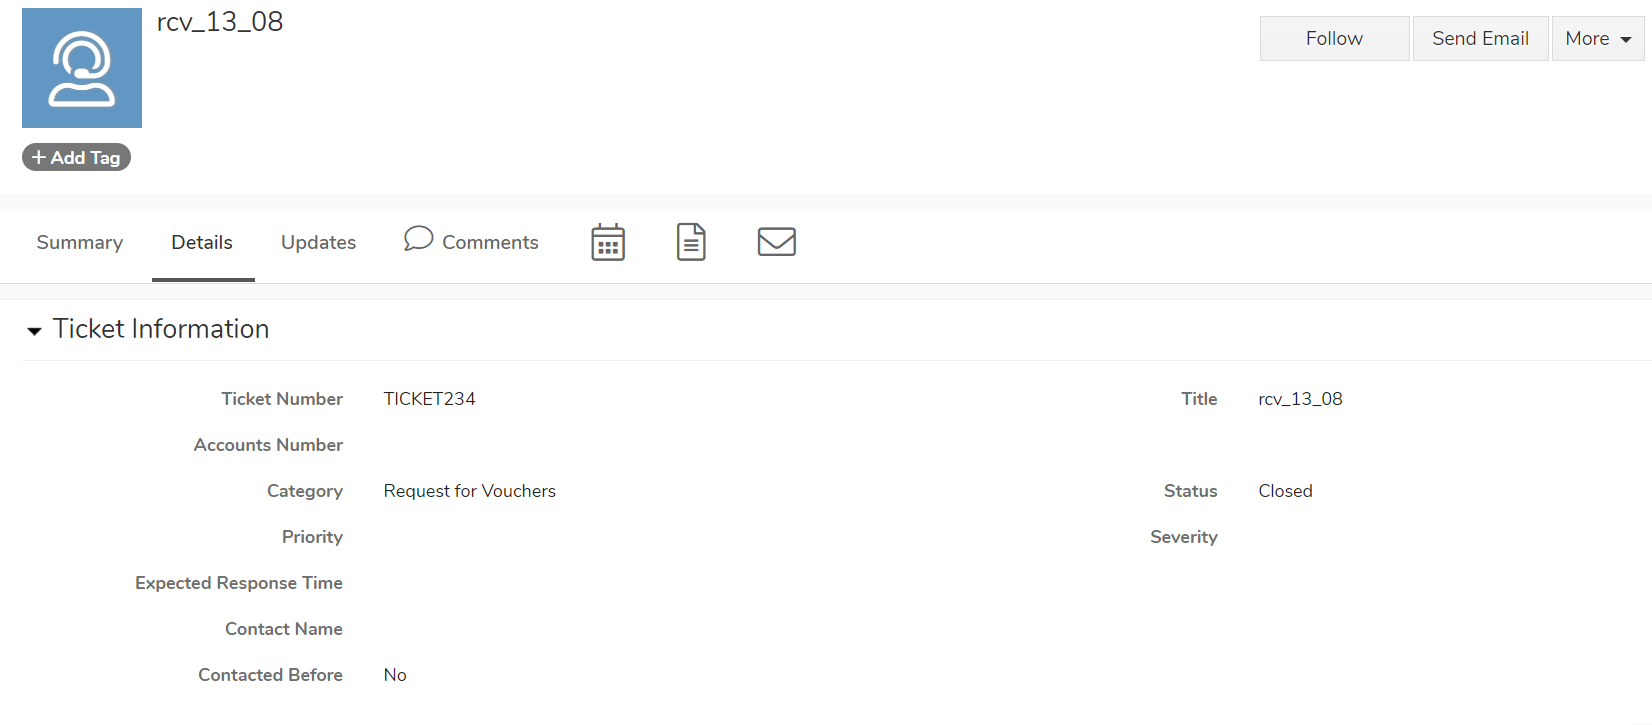 rcv_13_08
Follow
Send Email
More
+ Add Tag
Summary
Details
Updates
Comments
Ticket Information
Ticket Number TICKET234 Title rcv_13_08
Accounts Number
Category Request for Vouchers Status Closed
Priority Severity
Expected Response Time
Contact Name
Contacted Before No